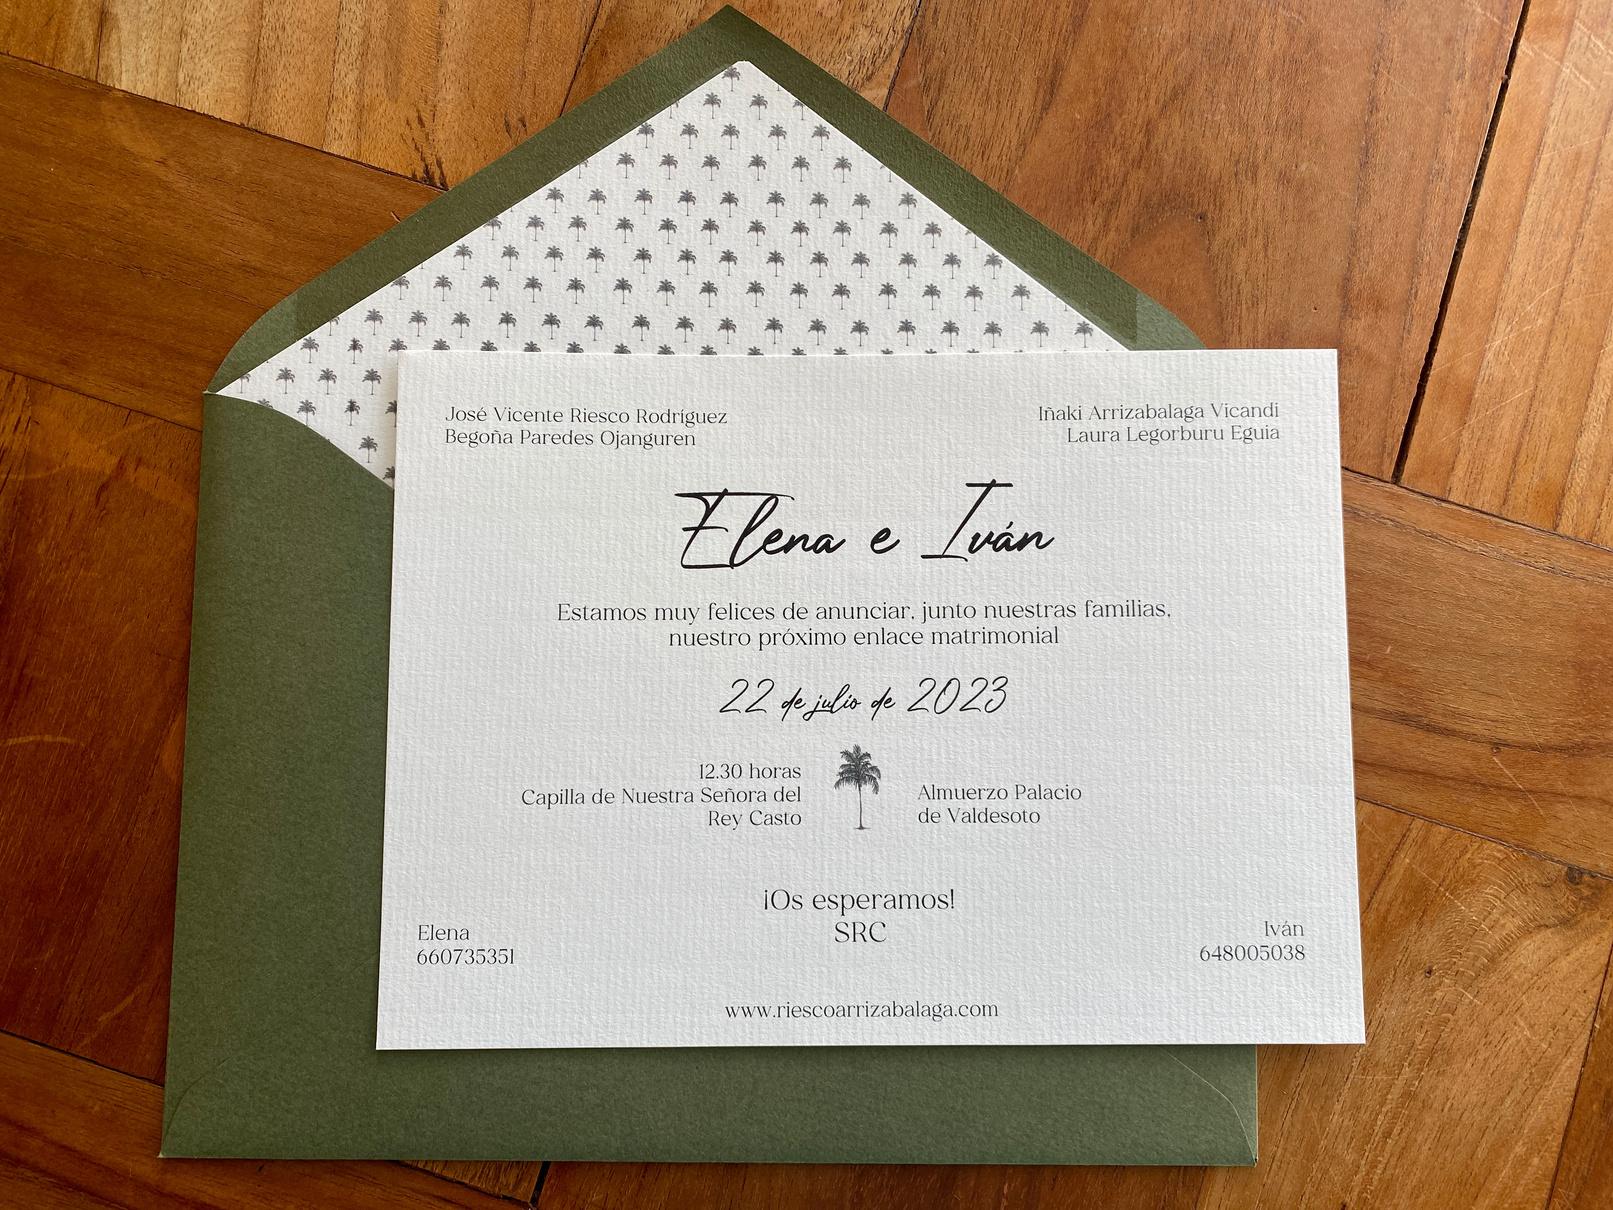 José Vicente Riesco Rodríguez
Begoña Paredes Ojanguren
Iñaki Arrizabalaga Vicandi
Laura Legorburu Eguia
Elena e Iván
Estamos muy felices de anunciar, junto nuestras familias,
nuestro próximo enlace matrimonial
22 de julio de 2023
12.30 horas
Capilla de Nuestra Señora del
Rey Casto
Almuerzo Palacio
de Valdesoto
¡Os esperamos!
SRC
Elena
660735351
Iván
648005038
www.riescoarrizabalaga.com